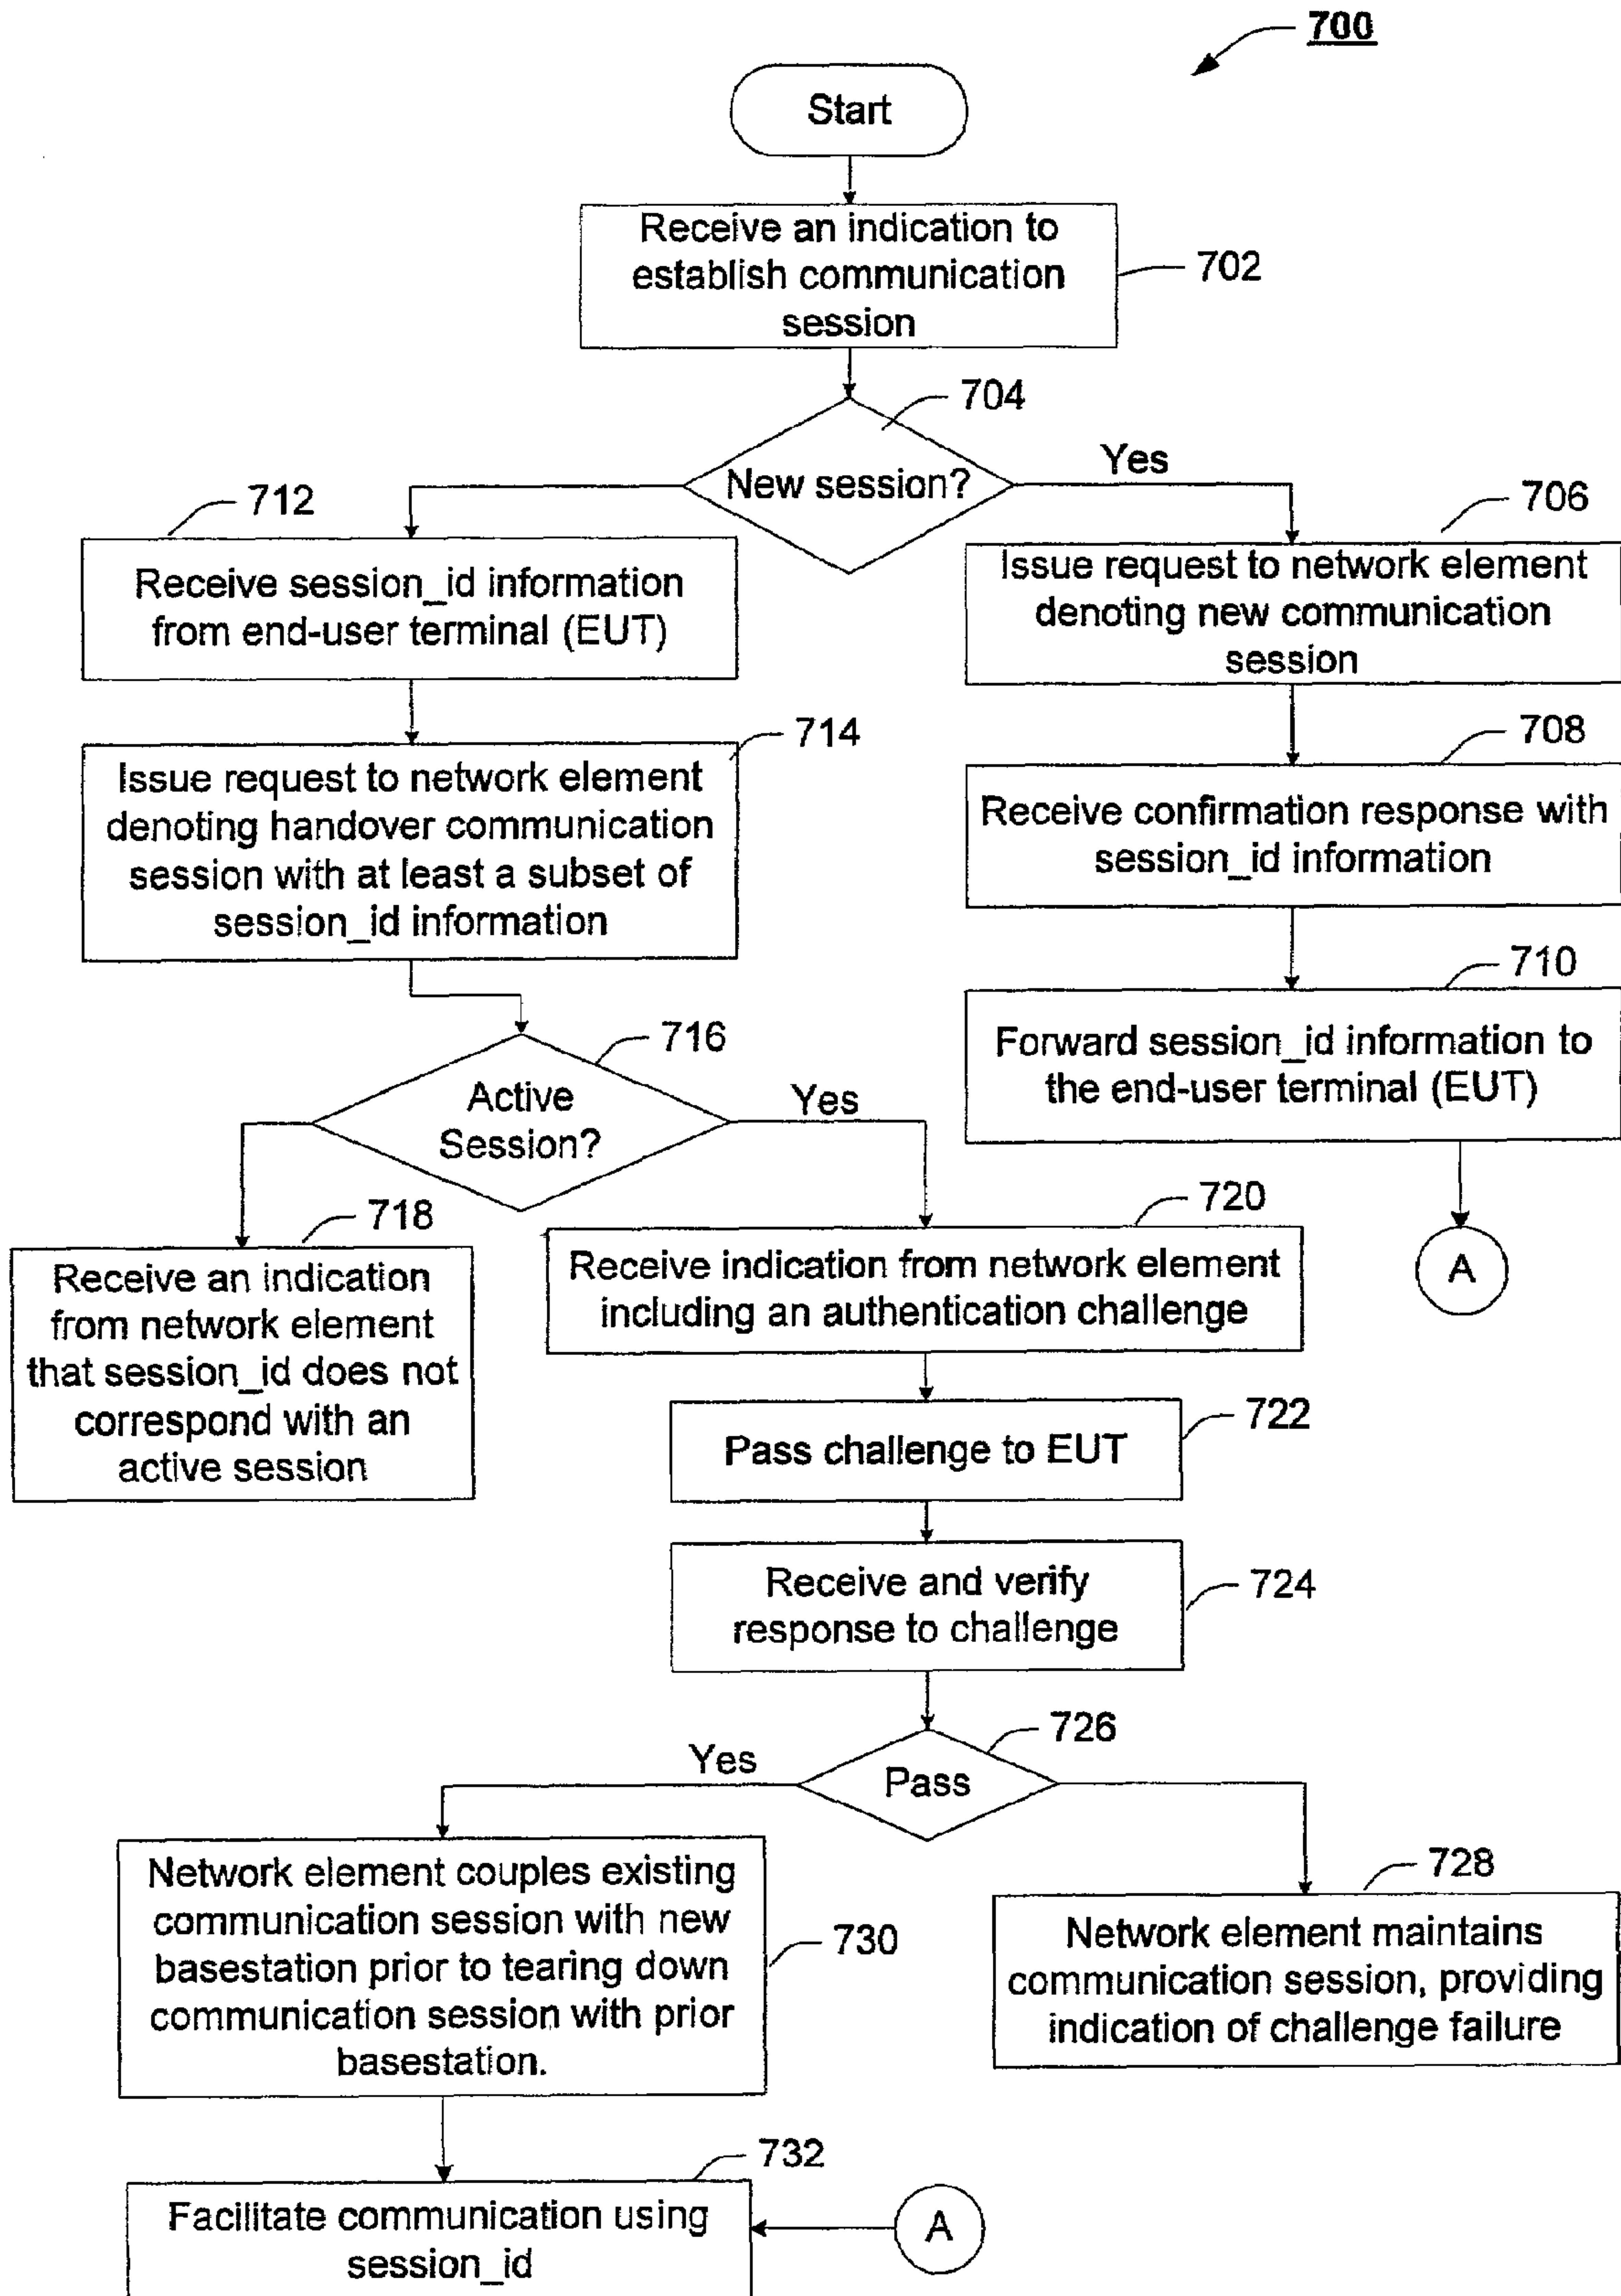 700
Start
Receive an indication to
establish communication
session
702
704
New session?
Yes
712
Receive session_id information
from end-user terminal (EUT)
706
Issue request to network element
denoting new communication
session
714
Issue request to network element
denoting handover communication
session with at least a subset of
session_id information
708
Receive confirmation response with
session_id information
710
Forward session_id information to
the end-user terminal (EUT)
A
716
Active
Session?
Yes
718
Receive an indication
from network element
that session_id does not
correspond with an
active session
720
Receive indication from network element
including an authentication challenge
Pass challenge to EUT
722
Receive and verify
response to challenge
724
726
Pass
Yes
Network element couples existing
communication session with new
basestation prior to tearing down
communication session with prior
basestation.
730
728
Network element maintains
communication session, providing
indication of challenge failure
732
Facilitate communication using
session_id
A